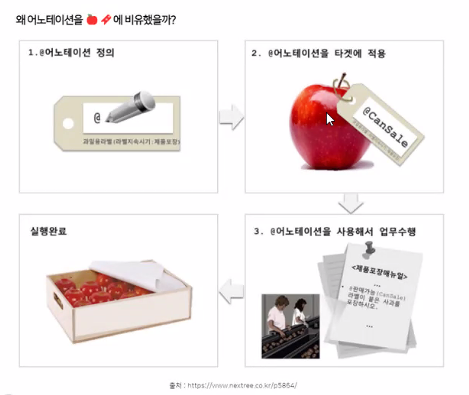 왜 어노테이션을 🍎 🏷 에 비유했을까?
1.@어노테이션 정의
@
과일용라벨(라벨지속시기:제품포장)
2. @어노테이션을 타겟에 적용
@CanSale
실행완료
3. @어노테이션을 사용해서 업무수행
<제품포장매뉴얼>
...
@판매가능(CanSale)
라벨이 붙은 사과를
포장하시오.
...
출처 : https://www.nextree.co.kr/p5864/